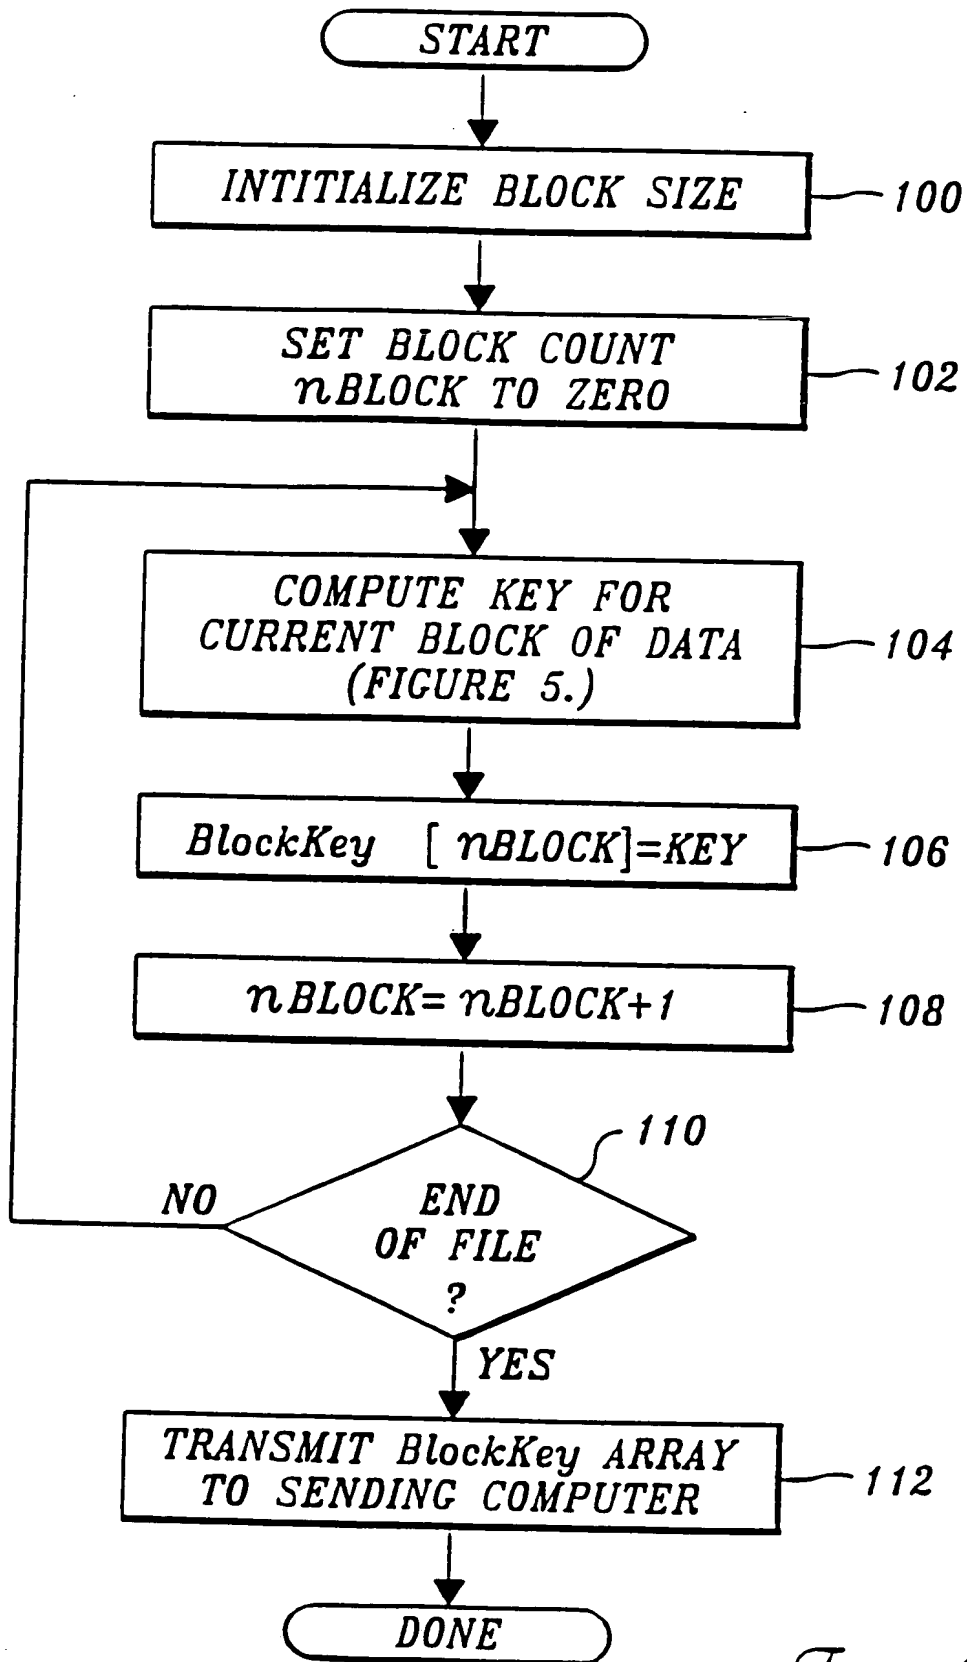 START
INTITIALIZE BLOCK SIZE
100
SET BLOCK COUNT
nBLOCK TO ZERO
102
COMPUTE KEY FOR
CURRENT BLOCK OF DATA
(FIGURE 5.)
104
BlockKey [ nBLOCK]=KEY
106
nBLOCK= nBLOCK+1
108
110
END
OF FILE
?
NO
YES
TRANSMIT BlockKey ARRAY
TO SENDING COMPUTER
112
DONE